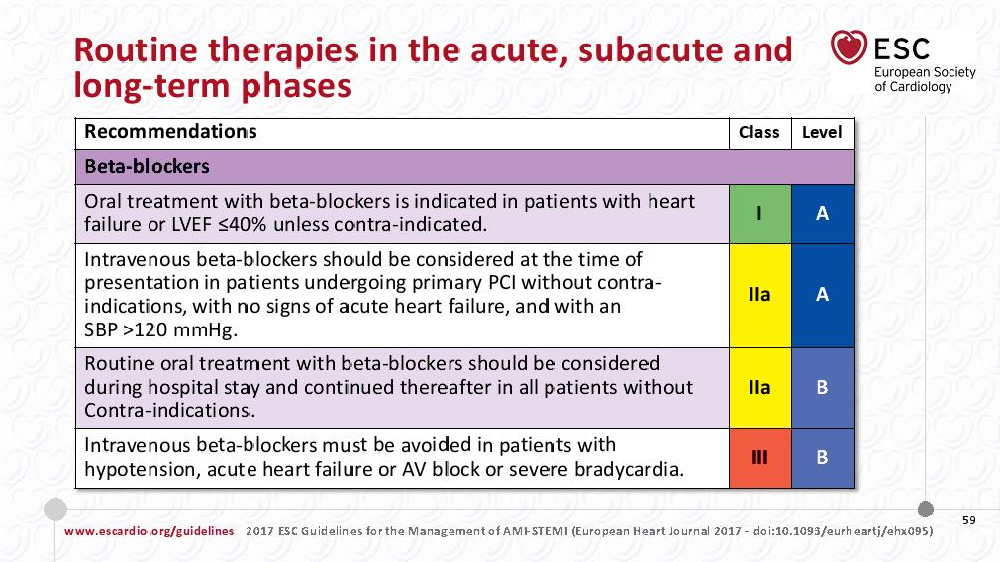 Routine therapies in the acute, subacute and
long-term phases
ESC
European Society
of Cardiology
Recommendations Class Level
Beta-blockers
Oral treatment with beta-blockers is indicated in patients with heart
failure or LVEF ≤40% unless contra-indicated.
I A
Intravenous beta-blockers should be considered at the time of
presentation in patients undergoing primary PCI without contra-
indications, with no signs of acute heart failure, and with an
SBP >120 mmHg.
IIa A
Routine oral treatment with beta-blockers should be considered
during hospital stay and continued thereafter in all patients without
Contra-indications.
IIa B
Intravenous beta-blockers must be avoided in patients with
hypotension, acute heart failure or AV block or severe bradycardia.
III B
59
www.escardio.org/guidelines 2017 ESC Guidelines for the Management of AMI-STEMI (European Heart Journal 2017 - doi:10.1093/eurheartj/ehx095)